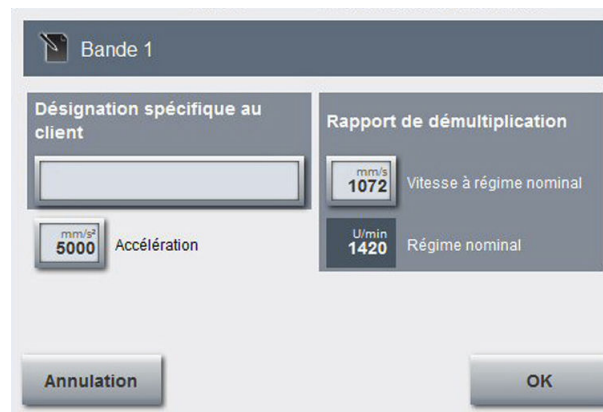 Bande 1
Désignation spécifique au
client
Rapport de démultiplication
mm/s
1072
Vitesse à régime nominal
mm/s²
5000
Accélération
U/min
1420
Régime nominal
Annulation
OK